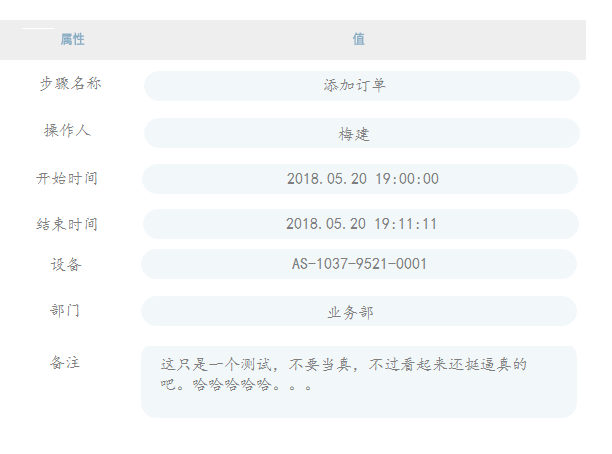 属性 值
步骤名称 添加订单
操作人 梅建
开始时间 2018.05.20 19:00:00
结束时间 2018.05.20 19:11:11
设备 AS-1037-9521-0001
部门 业务部
备注 这只是一个测试，不要当真，不过看起来还挺逼真的
吧。哈哈哈哈哈。。。